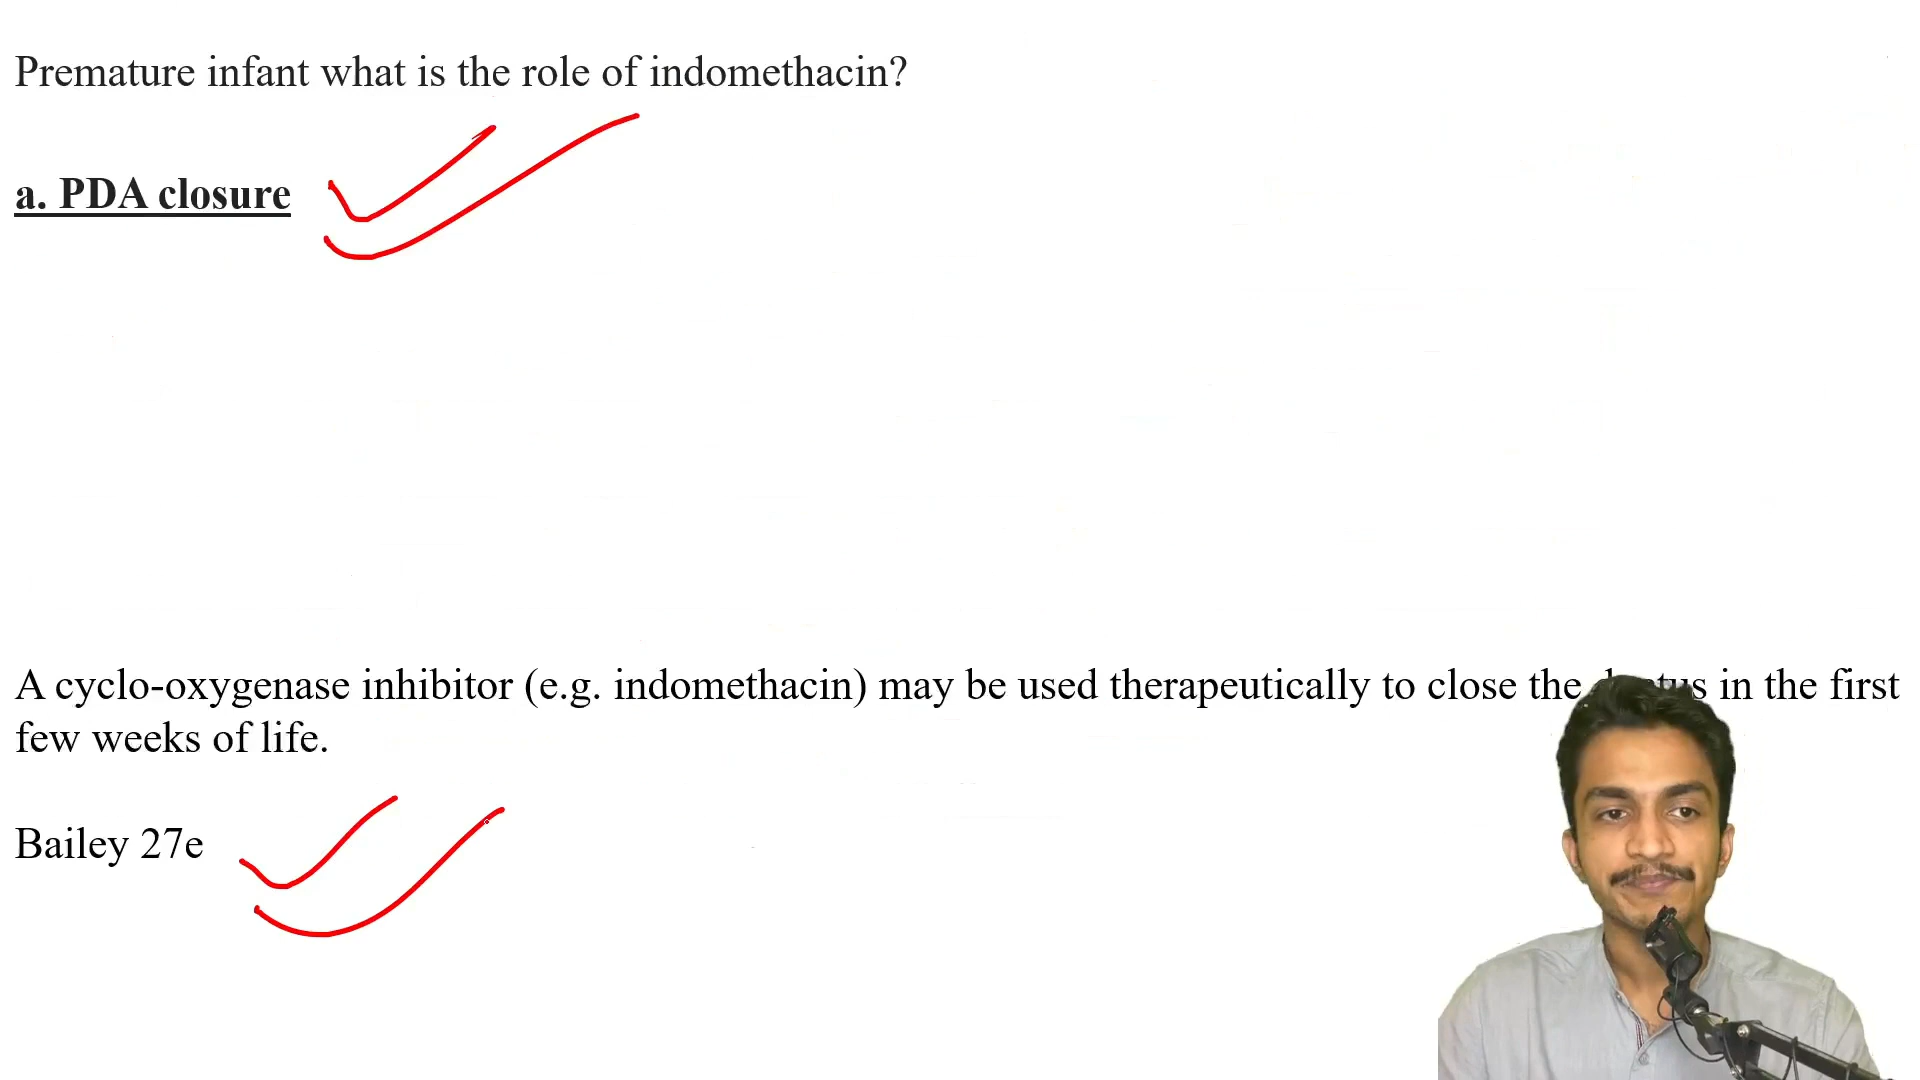 Premature infant what is the role of indomethacin?
a. PDA closure
A cyclo-oxygenase inhibitor (e.g. indomethacin) may be used therapeutically to close the in the first
few weeks of life.
Bailey 27e